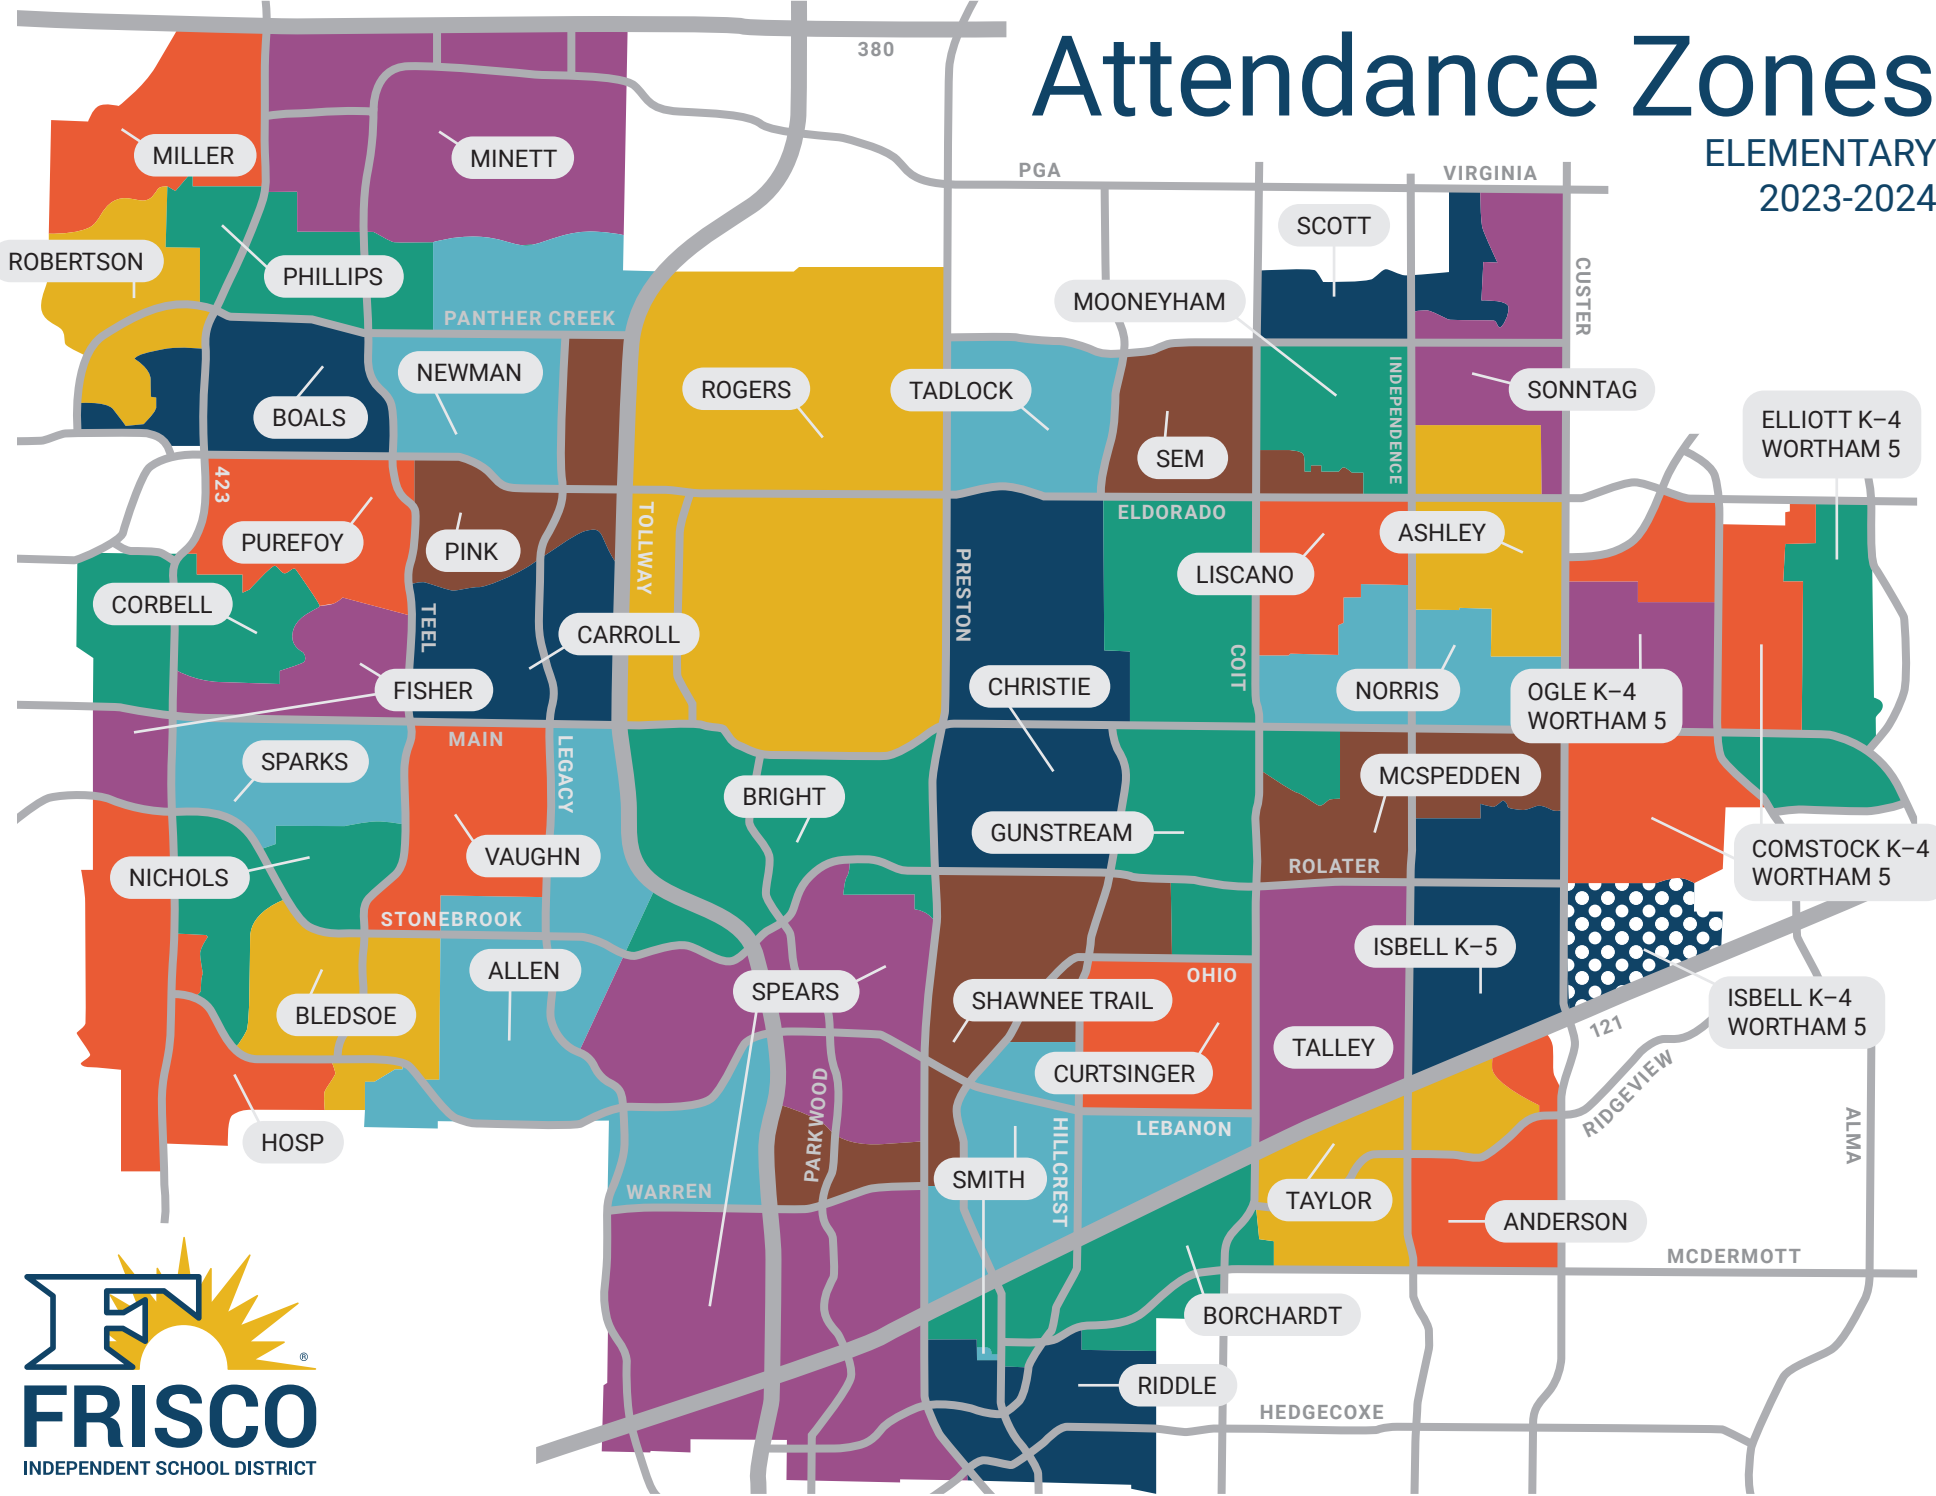 Attendance Zones
ELEMENTARY
2023-2024
380
PGA
VIRGINIA
MILLER
MINETT
SCOTT
ROBERTSON
PHILLIPS
MOONEYHAM
CUSTER
PANTHER CREEK
NEWMAN
ROGERS
TADLOCK
INDEPENDENCE
SONNTAG
BOALS
SEM
ELLIOTT K–4
WORTHAM 5
423
TOLLWAY
ELDORADO
PUREFOY
PINK
PRESTON
LISCANO
ASHLEY
CORBELL
TEEL
CARROLL
COIT
FISHER
CHRISTIE
NORRIS
OGLE K–4
WORTHAM 5
MAIN
LEGACY
SPARKS
BRIGHT
MCSPEDDEN
GUNSTREAM
VAUGHN
NICHOLS
ROLATER
COMSTOCK K–4
WORTHAM 5
STONEBROOK
ALLEN
ISBELL K–5
OHIO
SPEARS
SHAWNEE TRAIL
ISBELL K–4
WORTHAM 5
BLEDSOE
121
TALLEY
CURTSINGER
RIDGEVIEW
PARKWOOD
HOSP
HILLCREST
LEBANON
ALMA
WARREN
SMITH
TAYLOR
ANDERSON
MCDERMOTT
BORCHARDT
RIDDLE
HEDGECOXE
F
®
FRISCO
INDEPENDENT SCHOOL DISTRICT